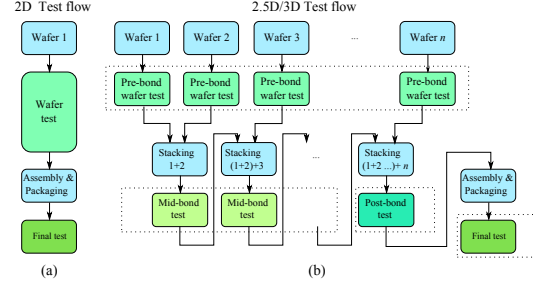 2D Test flow
2.5D/3D Test flow
Wafer 1
Wafer
test
Assembly &
Packaging
Final test
(a)
Wafer 1
Wafer 2
Wafer 3
...
Wafer n
Pre-bond
wafer test
Pre-bond
wafer test
Pre-bond
wafer test
Pre-bond
wafer test
Stacking
1+2
Stacking
(1+2)+3
...
Stacking
(1+2 ...)+ n
Assembly &
Packaging
Mid-bond
test
Mid-bond
test
Post-bond
test
Final test
(b)